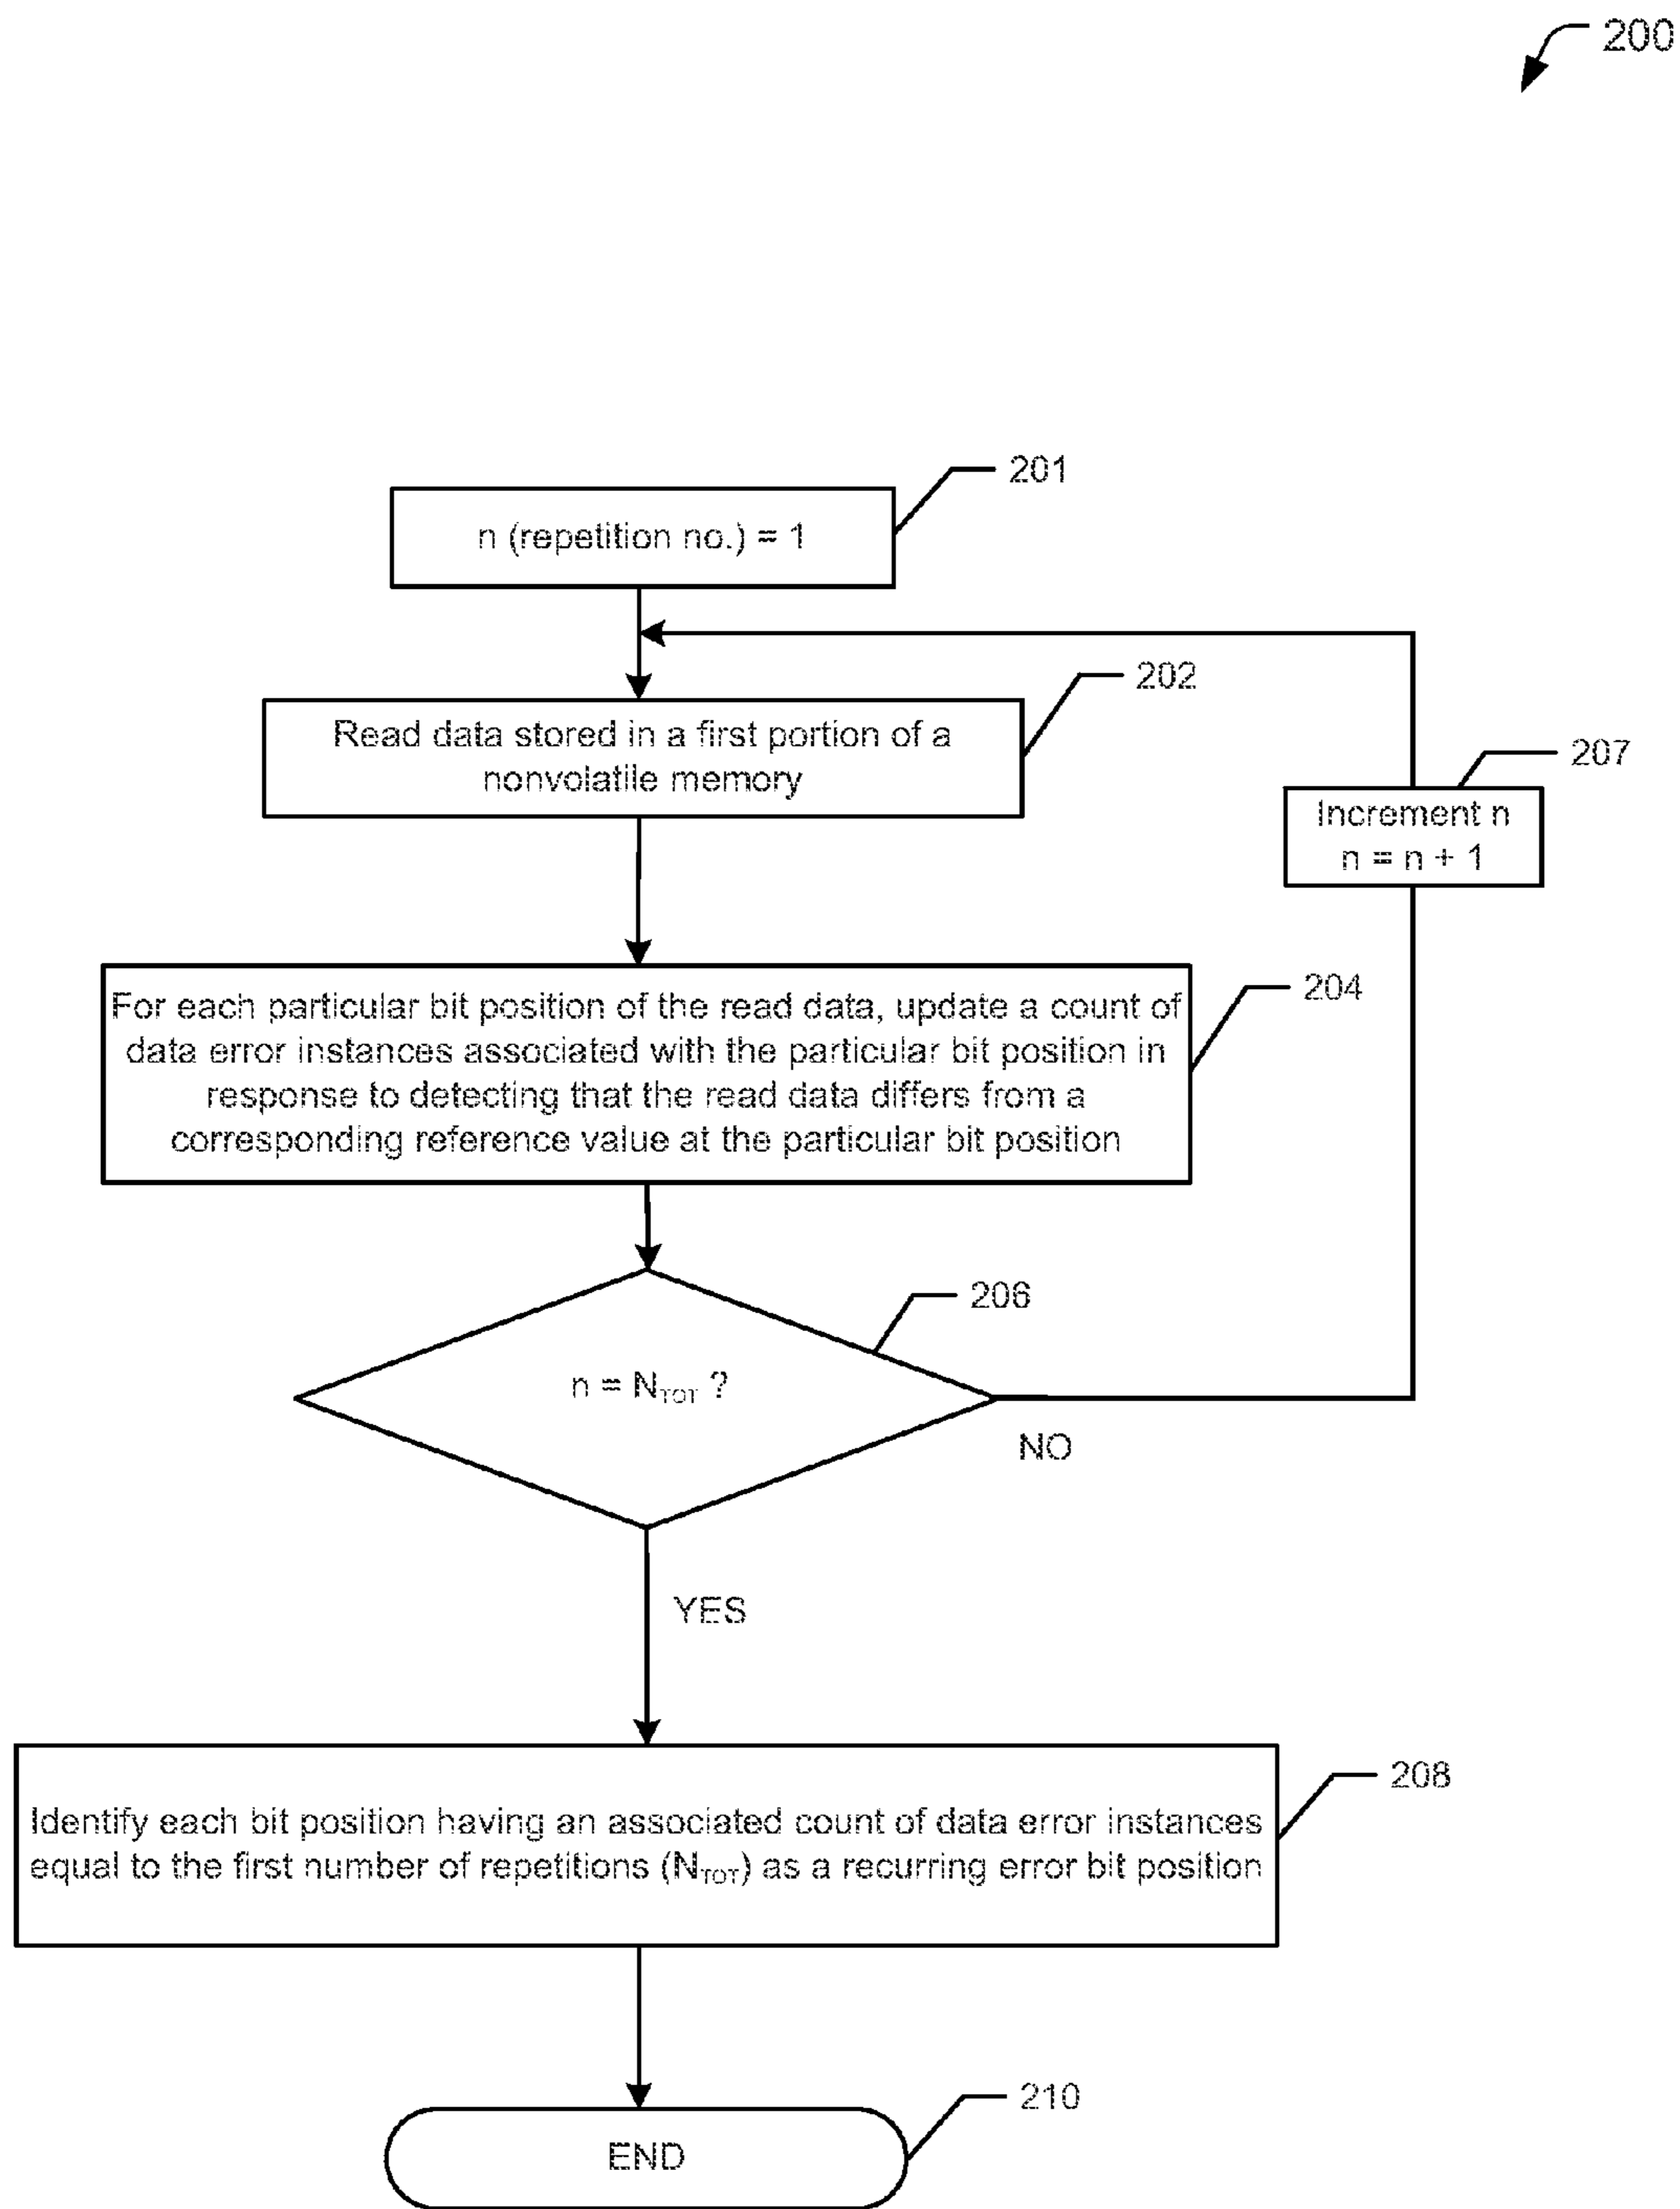 200
201
n (repetition no.) = 1
202
Read data stored in a first portion of a
nonvolatile memory
207
Increment n
n = n + 1
204
For each particular bit position of the read data, update a count of
data error instances associated with the particular bit position in
response to detecting that the read data differs from a
corresponding reference value at the particular bit position
206
n = N_TOT ?
NO
YES
208
Identify each bit position having an associated count of data error instances
equal to the first number of repetitions (N_TOT) as a recurring error bit position
210
END